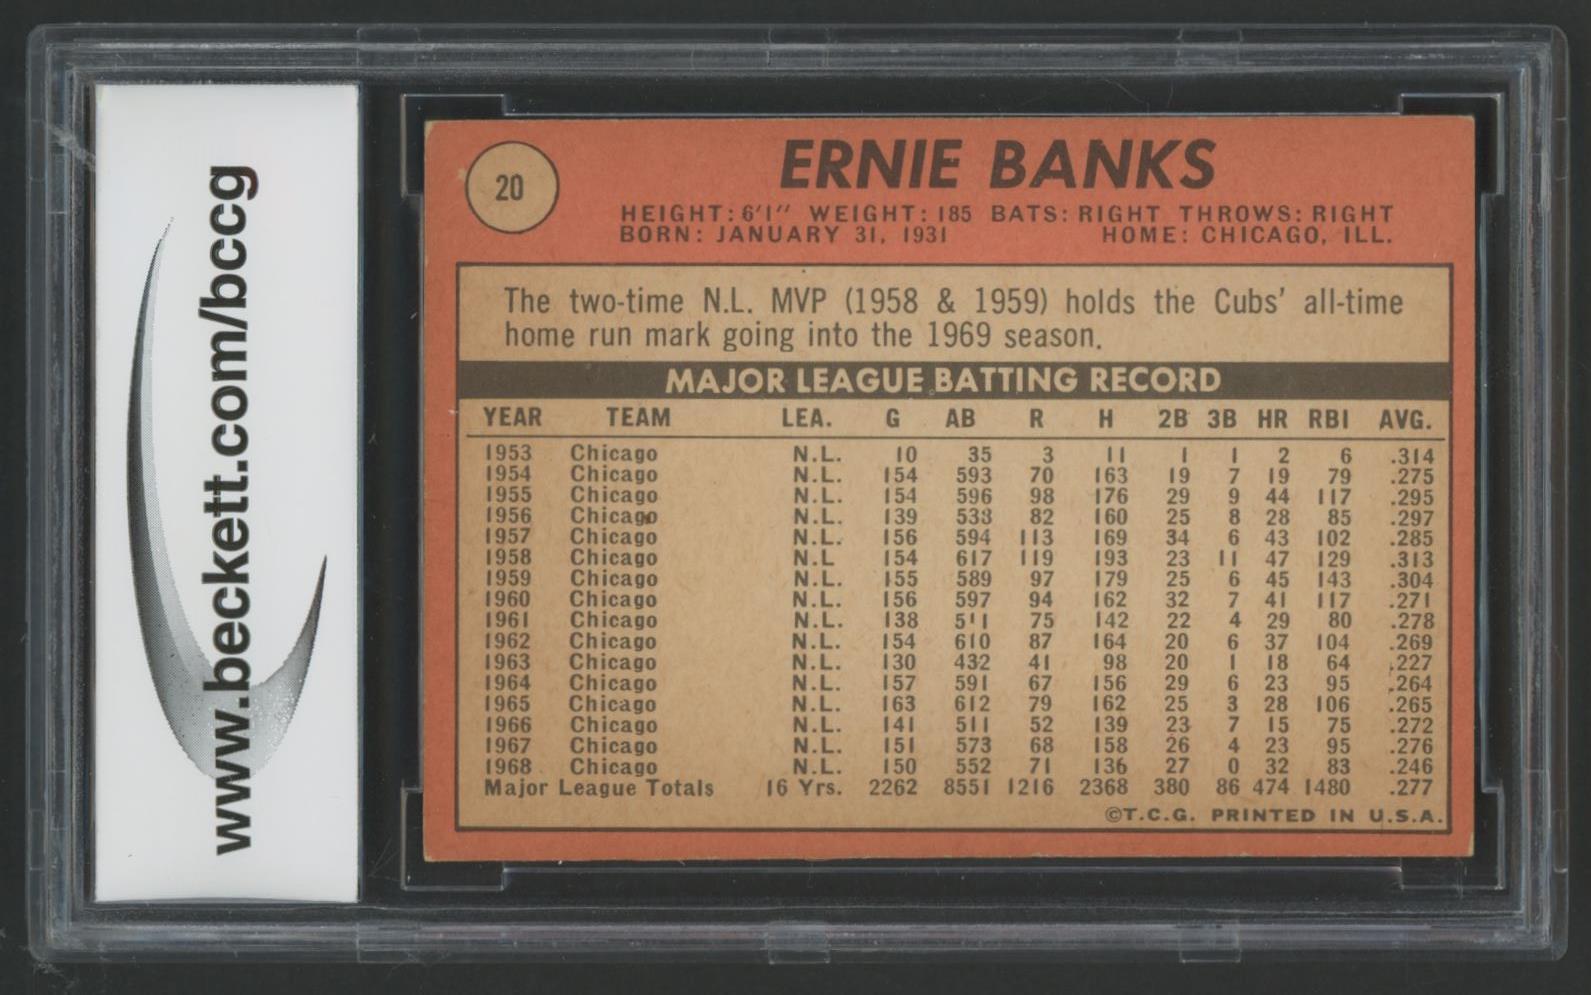 www.beckett.com/bccg
20
ERNIE BANKS
HEIGHT: 6'1" WEIGHT: 185 BATS: RIGHT THROWS: RIGHT
BORN: JANUARY 31, 1931 HOME: CHICAGO, ILL.
The two-time N.L. MVP (1958 & 1959) holds the Cubs' all-time
home run mark going into the 1969 season.
MAJOR LEAGUE BATTING RECORD
YEAR TEAM LEA. G AB R H 2B 3B HR RBI AVG.
1953 Chicago N.L. 10 35 3 11 1 1 2 6 .314
1954 Chicago N.L. 154 593 70 163 19 7 19 79 .275
1955 Chicago N.L. 154 596 98 176 29 9 44 117 .295
1956 Chicago N.L. 139 538 82 160 25 8 28 85 .297
1957 Chicago N.L. 156 594 113 169 34 6 43 102 .285
1958 Chicago N.L 154 617 119 193 23 11 47 129 .313
1959 Chicago N.L. 155 589 97 179 25 6 45 143 .304
1960 Chicago N.L. 156 597 94 162 32 7 41 117 .271
1961 Chicago N.L. 138 511 75 142 22 4 29 80 .278
1962 Chicago N.L. 154 610 87 164 20 6 37 104 .269
1963 Chicago N.L. 130 432 41 98 20 1 18 64 .227
1964 Chicago N.L. 157 591 67 156 29 6 23 95 .264
1965 Chicago N.L. 163 612 79 162 25 3 28 106 .265
1966 Chicago N.L. 141 511 52 139 23 7 15 75 .272
1967 Chicago N.L. 151 573 68 158 26 4 23 95 .276
1968 Chicago N.L. 150 552 71 136 27 0 32 83 .246
Major League Totals 16 Yrs. 2262 8551 1216 2368 380 86 474 1480 .277
©T.C.G. PRINTED IN U.S.A.